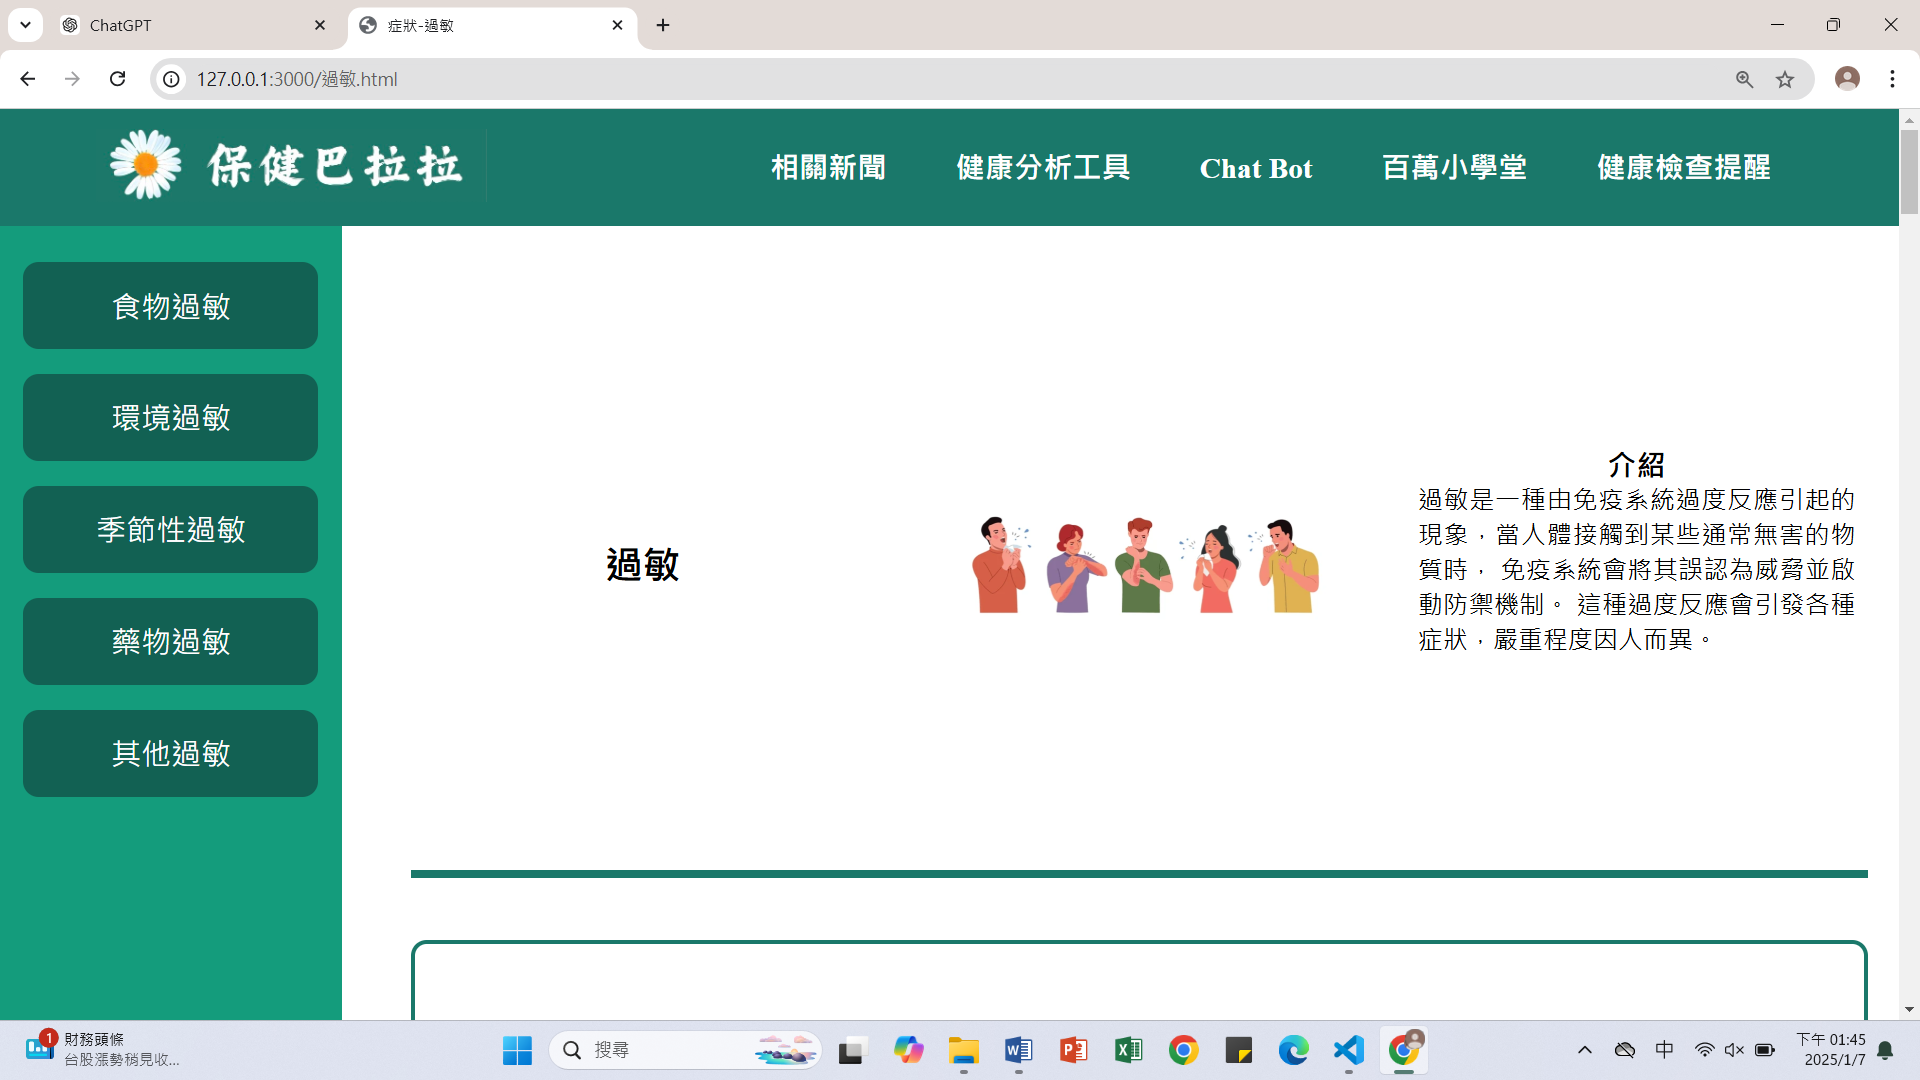 ChatGPT
症狀-過敏
127.0.0.1:3000/過敏.html
保健巴拉拉
相關新聞
健康分析工具
Chat Bot
百萬小學堂
健康檢查提醒
食物過敏
環境過敏
季節性過敏
藥物過敏
其他過敏
過敏
介紹
過敏是一種由免疫系統過度反應引起的
現象，當人體接觸到某些通常無害的物
質時， 免疫系統會將其誤認為威脅並啟
動防禦機制。 這種過度反應會引發各種
症狀，嚴重程度因人而異。
1
財務頭條
台股漲勢稍見收...
搜尋
中
下午 01:45
2025/1/7